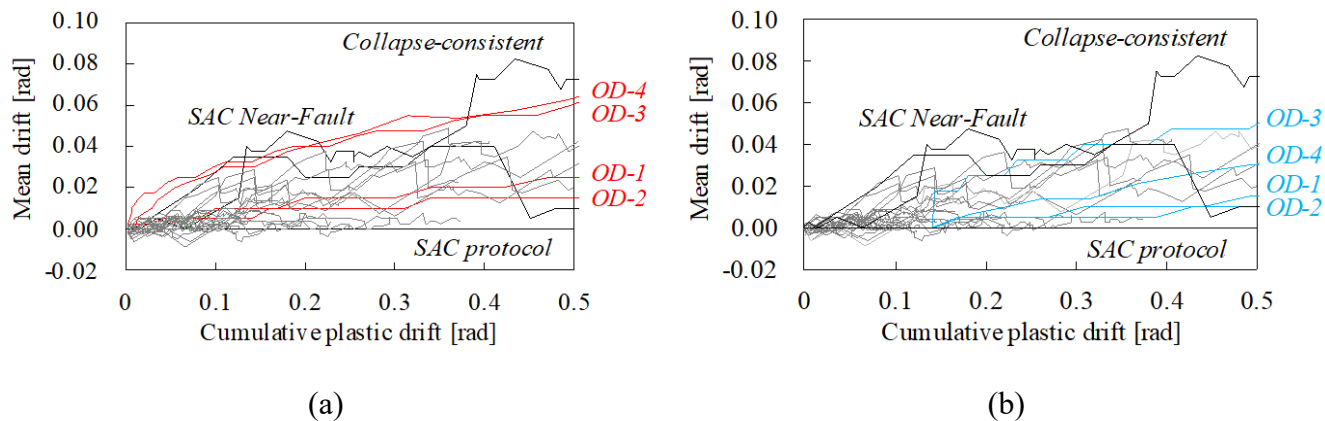 0.10
0.08
0.06
0.04
0.02
0.00
-0.02
Mean drift [rad]
Collapse-consistent
SAC Near-Fault
SAC protocol
OD-4
OD-3
OD-1
OD-2
0 0.1 0.2 0.3 0.4 0.5
Cumulative plastic drift [rad]
(a)
0.10
0.08
0.06
0.04
0.02
0.00
-0.02
Mean drift [rad]
Collapse-consistent
SAC Near-Fault
SAC protocol
OD-3
OD-4
OD-1
OD-2
0 0.1 0.2 0.3 0.4 0.5
Cumulative plastic drift [rad]
(b)